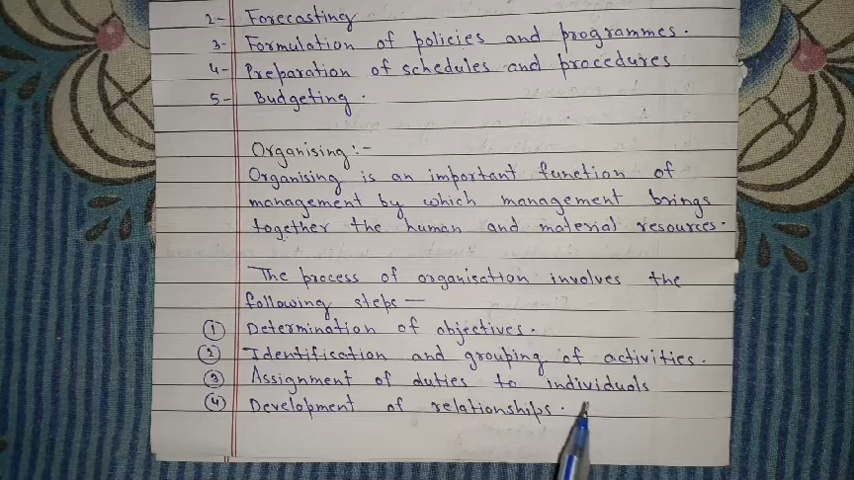 2- Forecasting
3- Formulation of policies and programmes.
4- Preparation of schedules and procedures
5- Budgeting.
Organising:-
Organising is an important function of
management by which management brings
together the human and material resources.
The process of organisation involves the
following steps —
① Determination of objectives.
② Identification and grouping of activities.
③ Assignment of duties to individuals
④ Development of relationships.